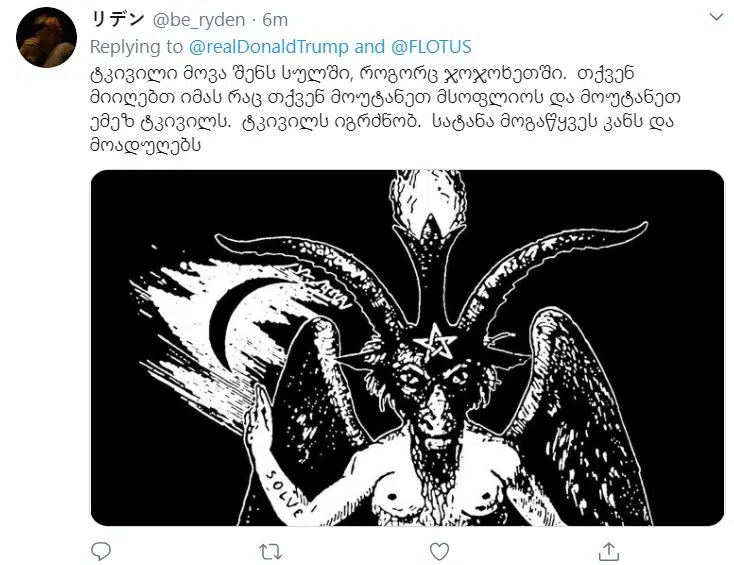 リデン @be_ryden · 6m
Replying to @realDonaldTrump and @FLOTUS
ტკივილი მოვა შენს სულში, როგორც ჯოჯოხეთში. თქვენ
მიიღებთ იმას რაც თქვენ მოუტანეთ მსოფლიოს და მოუტანეთ
ემეზ ტკივილს. ტკივილს იგრძნობ. სატანა მოგაწყვეს კანს და
მოადუღებს
SOLVE